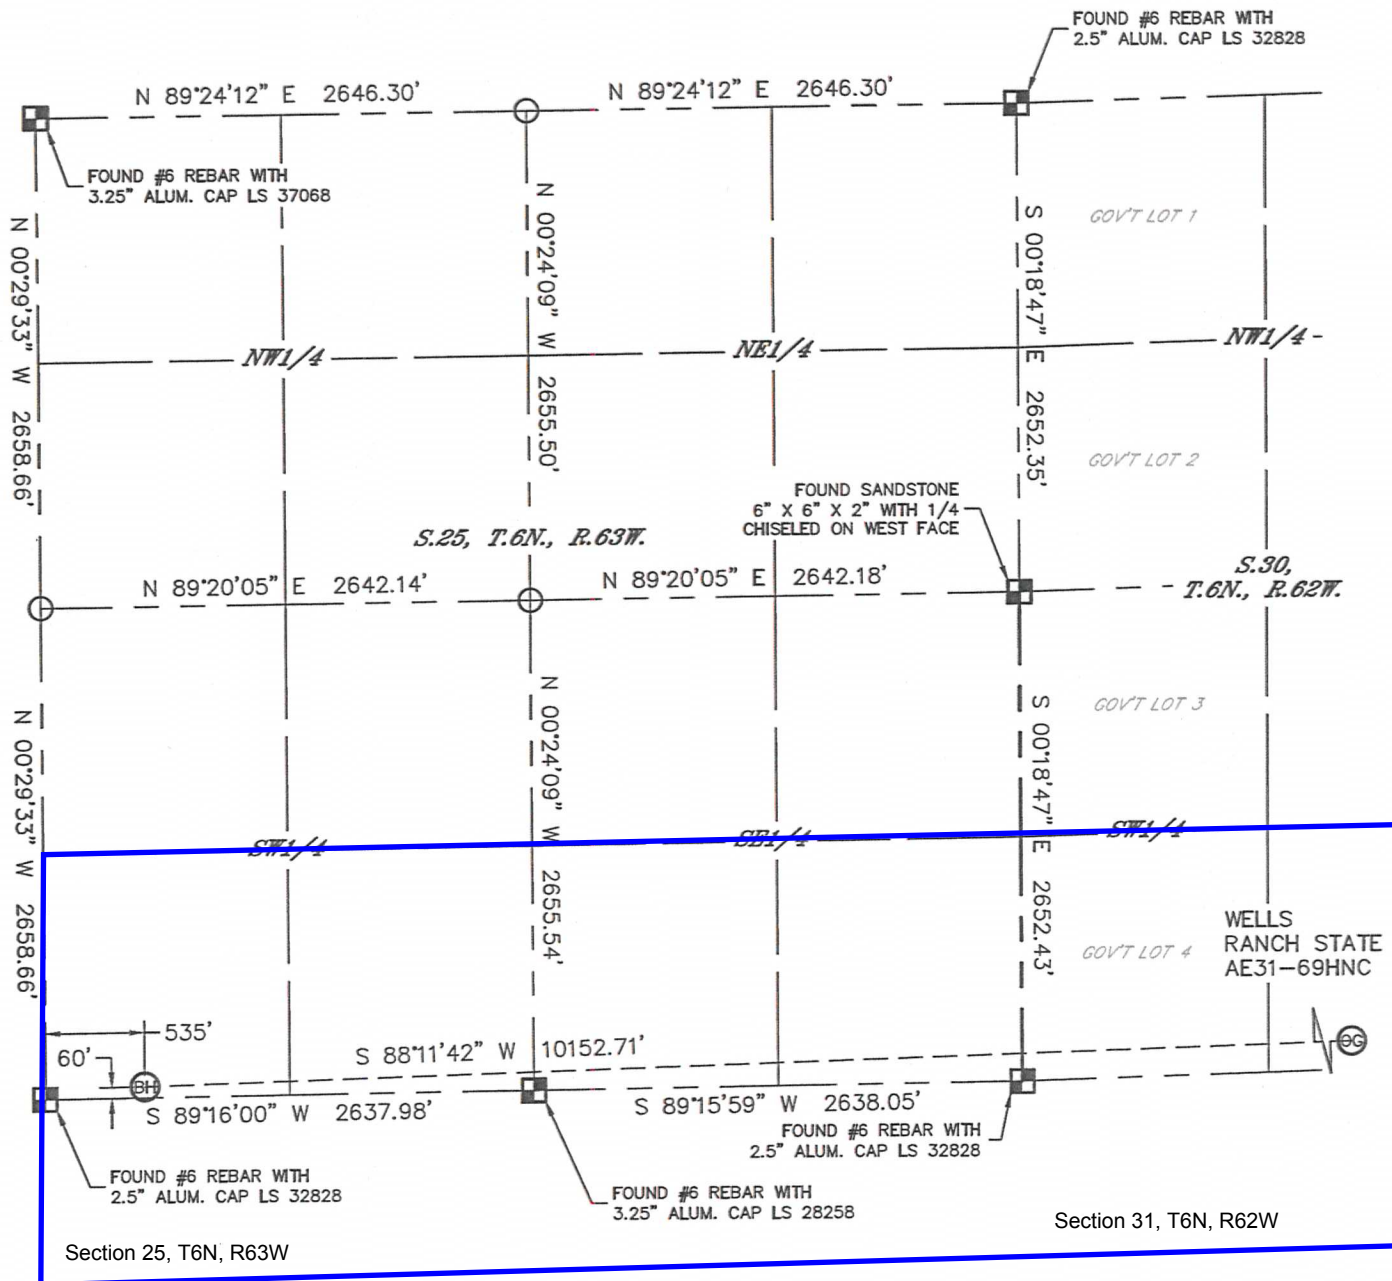 FOUND #6 REBAR WITH
2.5" ALUM. CAP LS 32828
N 89°24'12" E 2646.30'
N 89°24'12" E 2646.30'
FOUND #6 REBAR WITH
3.25" ALUM. CAP LS 37068
N 00°29'33" W 2658.66'
N 00°24'09" W 2655.50'
S 00°18'47" E 2652.35'
GOV'T LOT 1
NW1/4
NE1/4
NW1/4
GOV'T LOT 2
FOUND SANDSTONE
6" X 6" X 2" WITH 1/4
CHISELED ON WEST FACE
S.25, T.6N., R.63W.
S.30,
T.6N., R.62W.
N 89°20'05" E 2642.14'
N 89°20'05" E 2642.18'
N 00°29'33" W 2658.66'
N 00°24'09" W 2655.54'
S 00°18'47" E 2652.43'
GOV'T LOT 3
SW1/4
SE1/4
SW1/4
GOV'T LOT 4
WELLS
RANCH STATE
AE31-69HNC
535'
60'
BH
S 88°11'42" W 10152.71'
OG
S 89°16'00" W 2637.98'
S 89°15'59" W 2638.05'
FOUND #6 REBAR WITH
2.5" ALUM. CAP LS 32828
FOUND #6 REBAR WITH
2.5" ALUM. CAP LS 32828
FOUND #6 REBAR WITH
3.25" ALUM. CAP LS 28258
Section 31, T6N, R62W
Section 25, T6N, R63W